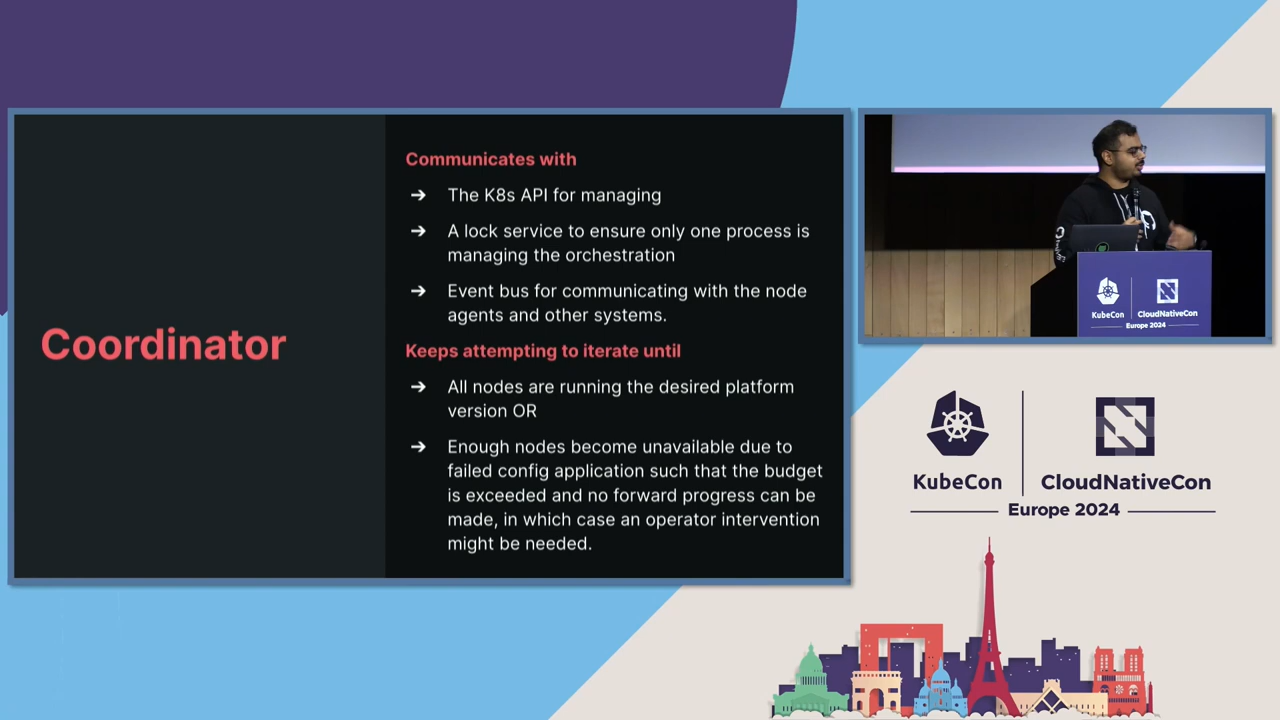 Coordinator
Communicates with
➔ The K8s API for managing
➔ A lock service to ensure only one process is
managing the orchestration
➔ Event bus for communicating with the node
agents and other systems.
Keeps attempting to iterate until
➔ All nodes are running the desired platform
version OR
➔ Enough nodes become unavailable due to
failed config application such that the budget
is exceeded and no forward progress can be
made, in which case an operator intervention
might be needed.
KubeCon
CloudNativeCon
Europe 2024
KubeCon
CloudNativeCon
Europe 2024